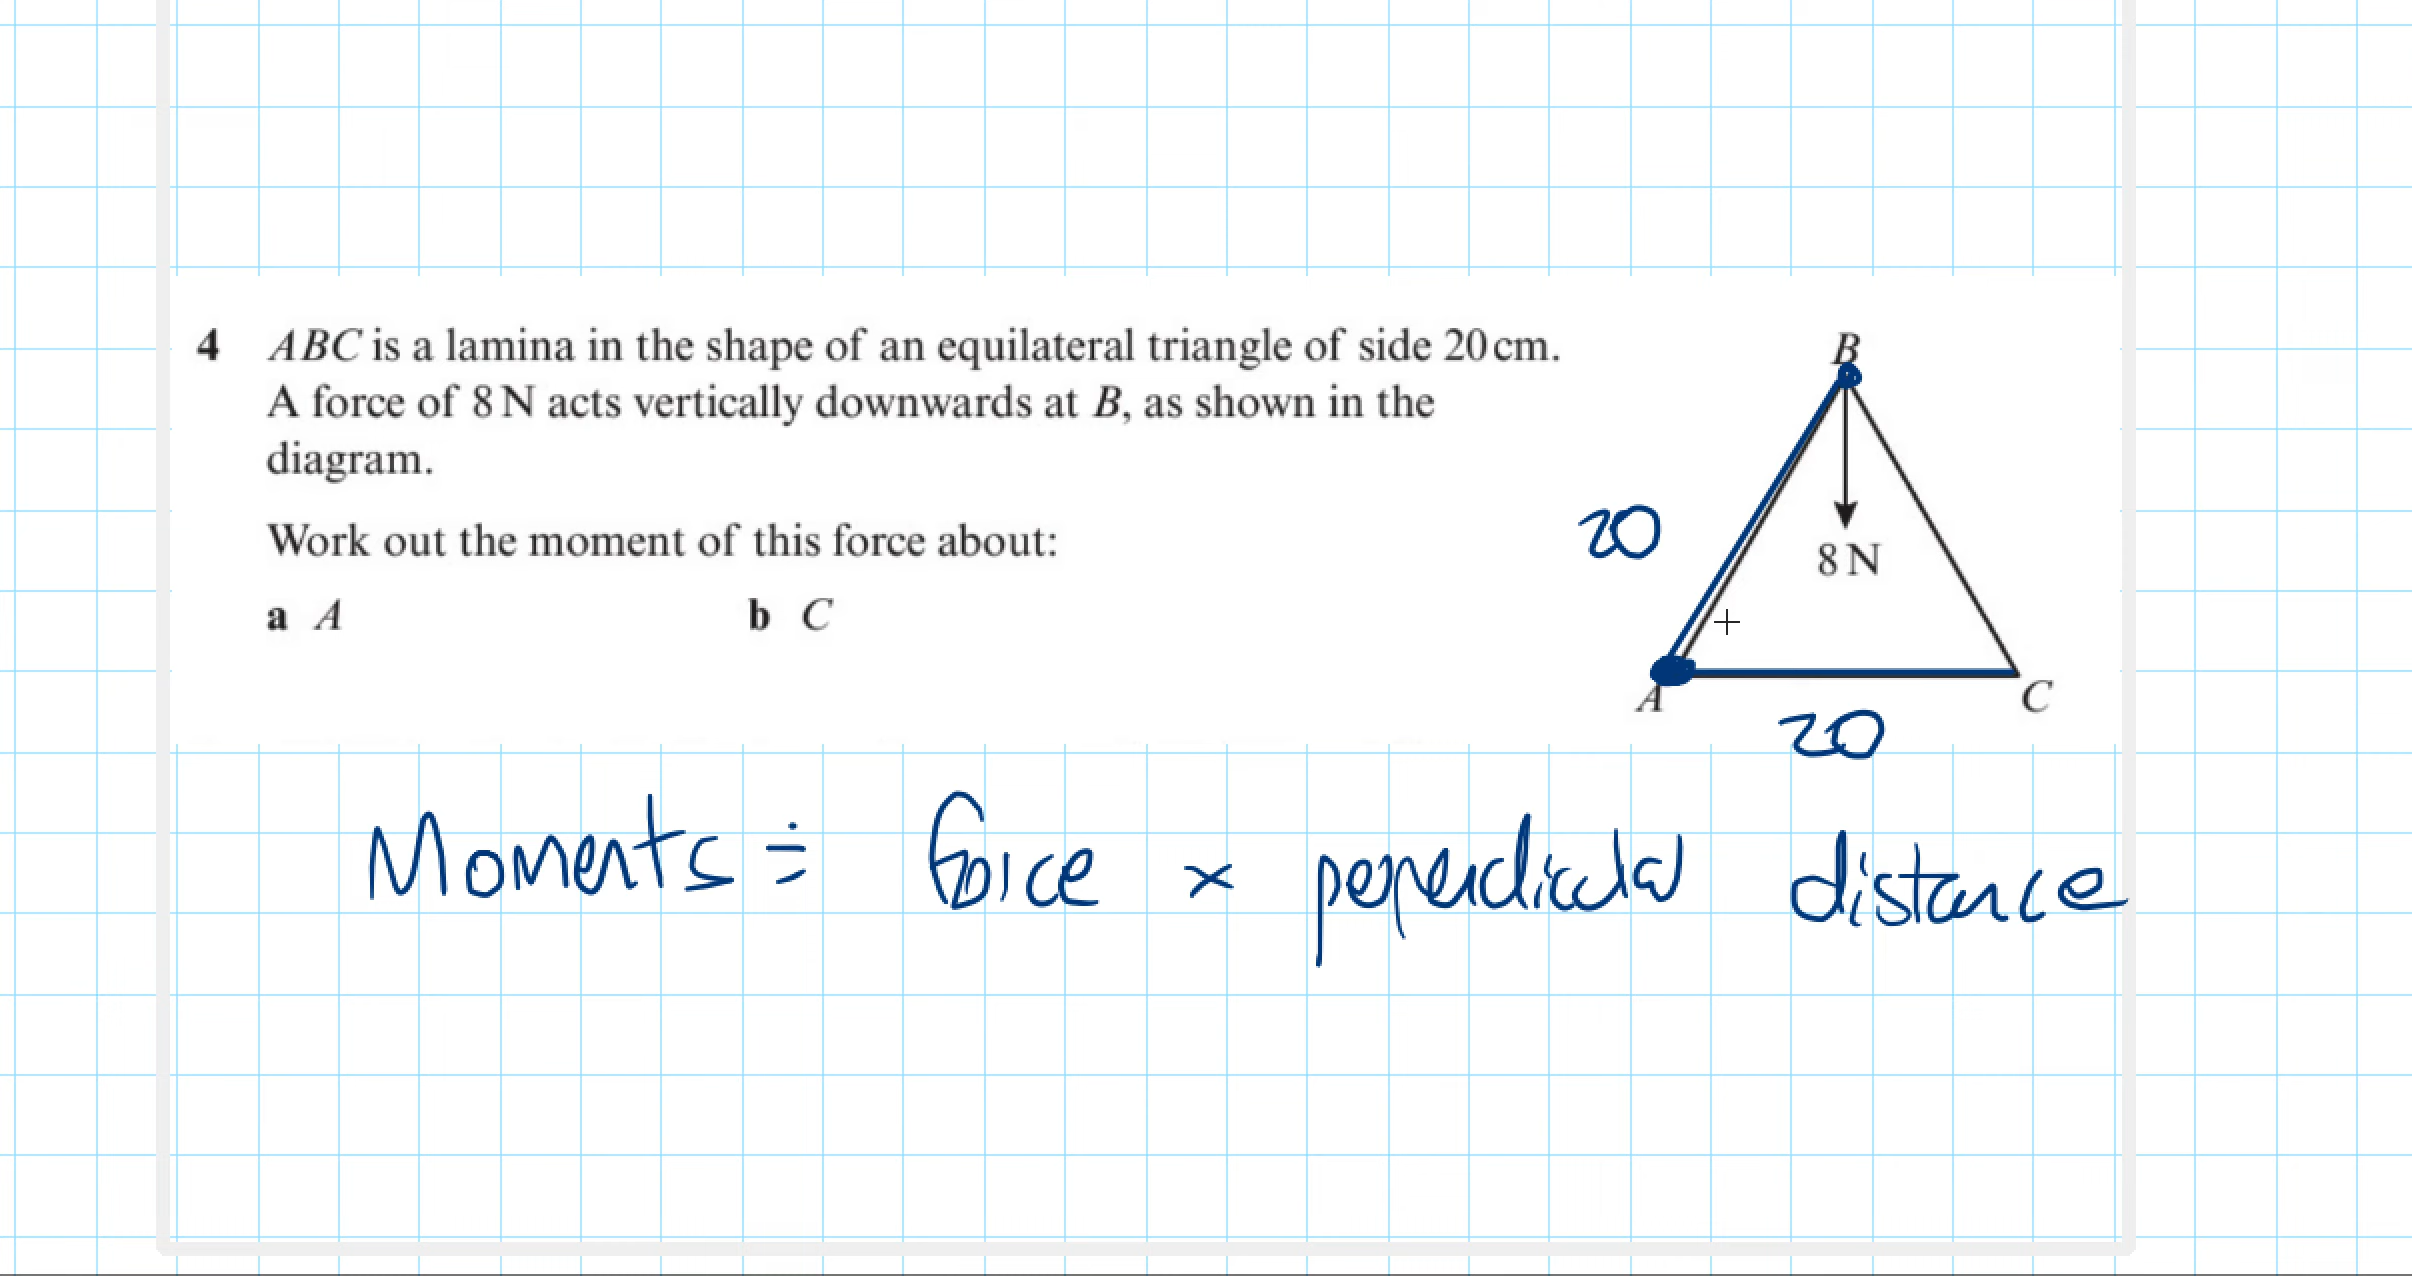 4 ABC is a lamina in the shape of an equilateral triangle of side 20 cm.
A force of 8 N acts vertically downwards at B, as shown in the
diagram.
Work out the moment of this force about:
a A b C
B
20
8 N
A C
20
Moments = force × perpendicular distance